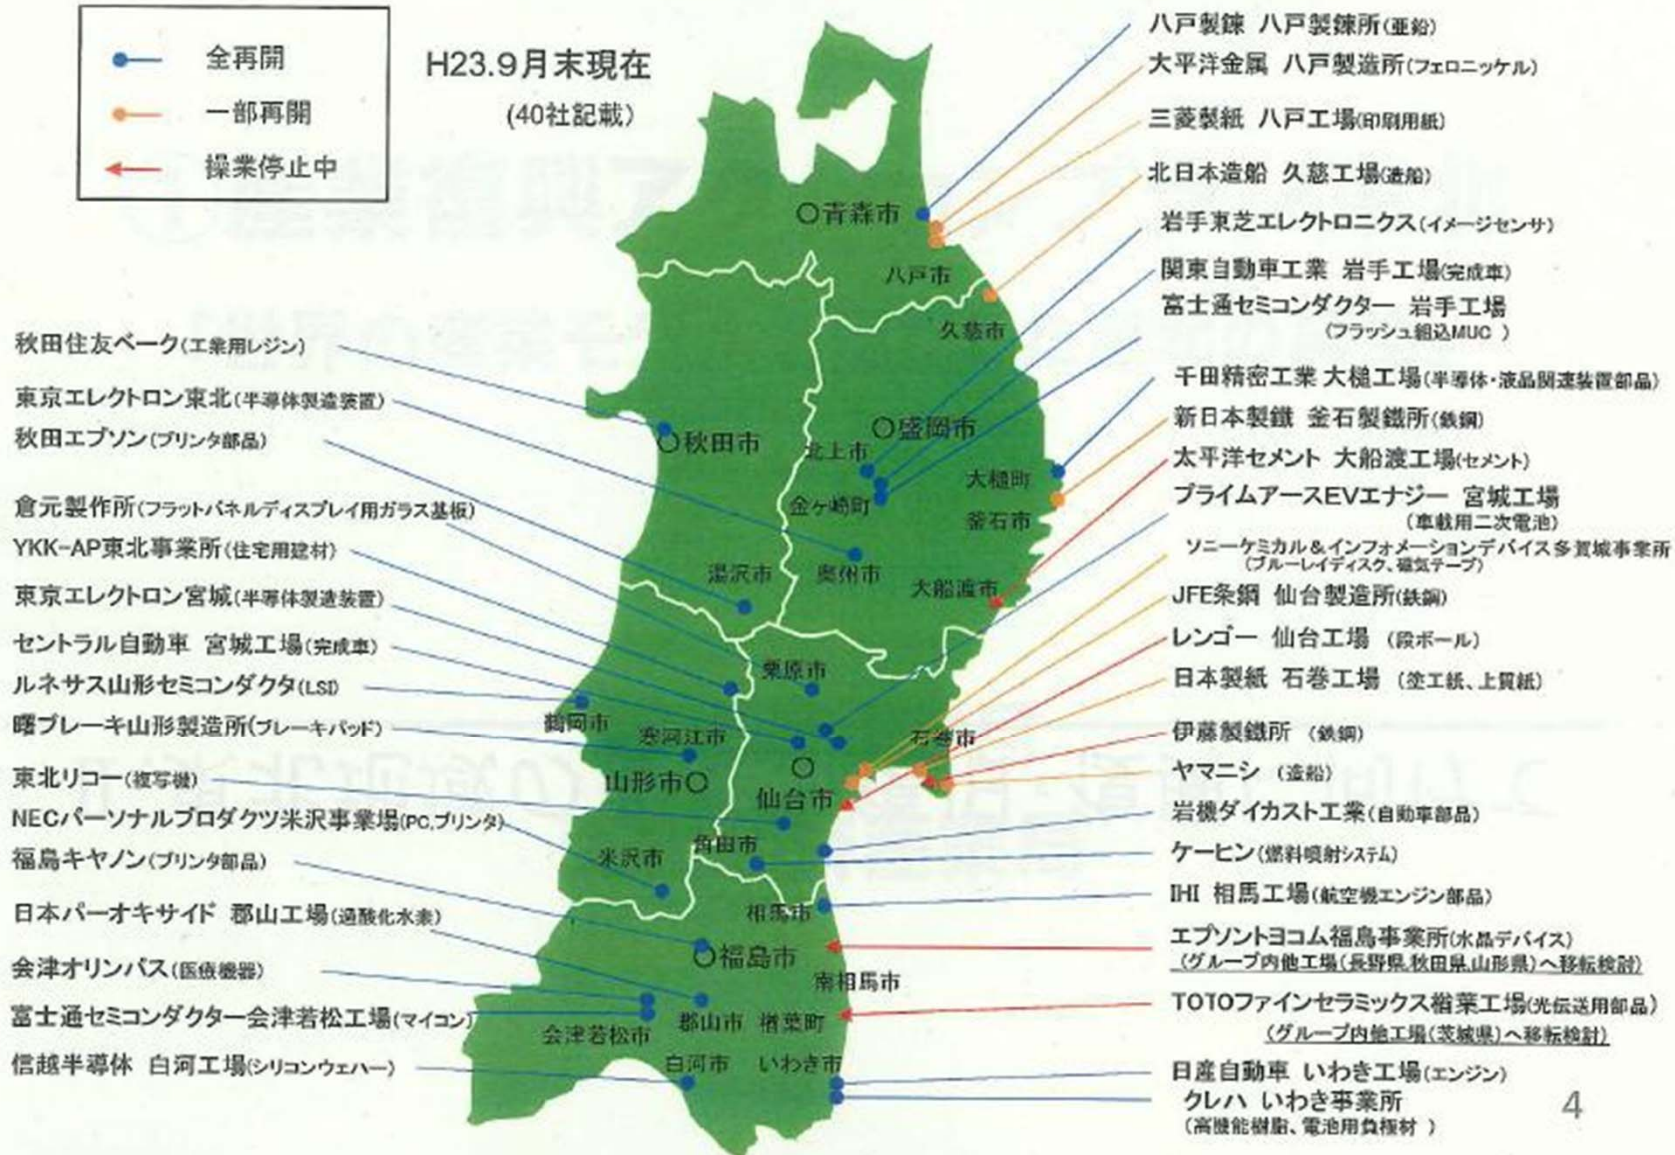 全再開
一部再開
操業停止中
H23.9月末現在
(40社記載)
八戸製錬 八戸製錬所(亜鉛)
大平洋金属 八戸製造所(フェロニッケル)
三菱製紙 八戸工場(印刷用紙)
北日本造船 久慈工場(造船)
岩手東芝エレクトロニクス(イメージセンサ)
関東自動車工業 岩手工場(完成車)
富士通セミコンダクター 岩手工場
(フラッシュ組込MUC )
千田精密工業 大槌工場(半導体・液晶関連装置部品)
新日本製鐵 釜石製鐵所(鉄鋼)
太平洋セメント 大船渡工場(セメント)
プライムアースEVエナジー 宮城工場
(車載用二次電池)
ソニーケミカル&インフォメーションデバイス多賀城事業所
(ブルーレイディスク、磁気テープ)
JFE条鋼 仙台製造所(鉄鋼)
レンゴー 仙台工場 (段ボール)
日本製紙 石巻工場 (塗工紙、上質紙)
伊藤製鐵所 (鉄鋼)
ヤマニシ (造船)
岩機ダイカスト工業(自動車部品)
ケーヒン(燃料噴射システム)
IHI 相馬工場(航空機エンジン部品)
エプソントヨコム福島事業所(水晶デバイス)
(グループ内他工場(長野県,秋田県,山形県)へ移転検討)
TOTOファインセラミックス楢葉工場(光伝送用部品)
(グループ内他工場(茨城県)へ移転検討)
日産自動車 いわき工場(エンジン)
クレハ いわき事業所
(高機能樹脂、電池用負極材 )
秋田住友ベーク(工業用レジン)
東京エレクトロン東北(半導体製造装置)
秋田エプソン(プリンタ部品)
倉元製作所(フラットパネルディスプレイ用ガラス基板)
YKK-AP東北事業所(住宅用建材)
東京エレクトロン宮城(半導体製造装置)
セントラル自動車 宮城工場(完成車)
ルネサス山形セミコンダクタ(LSI)
曙ブレーキ山形製造所(ブレーキパッド)
東北リコー(複写機)
NECパーソナルプロダクツ米沢事業場(PC,プリンタ)
福島キヤノン(プリンタ部品)
日本パーオキサイド 郡山工場(過酸化水素)
会津オリンパス(医療機器)
富士通セミコンダクター会津若松工場(マイコン)
信越半導体 白河工場(シリコンウェハー)
青森市
八戸市
久慈市
秋田市
盛岡市
北上市
大槌町
金ヶ崎町
釜石市
湯沢市
奥州市
大船渡市
栗原市
鶴岡市
寒河江市
石巻市
山形市
仙台市
米沢市
角田市
相馬市
福島市
南相馬市
会津若松市
郡山市
楢葉町
白河市
いわき市
4